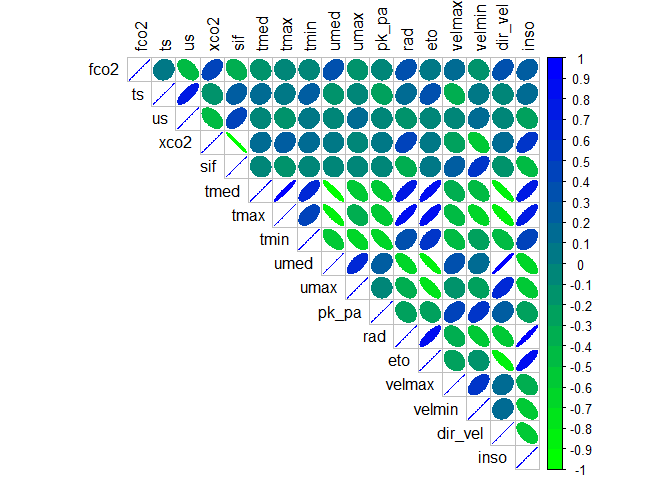 fco2 ts us xco2 sif tmed tmax tmin umed umax pk_pa rad eto velmax velmin dir_vel inso
fco2
ts
us
xco2
sif
tmed
tmax
tmin
umed
umax
pk_pa
rad
eto
velmax
velmin
dir_vel
inso
1
0.9
0.8
0.7
0.6
0.5
0.4
0.3
0.2
0.1
0
-0.1
-0.2
-0.3
-0.4
-0.5
-0.6
-0.7
-0.8
-0.9
-1